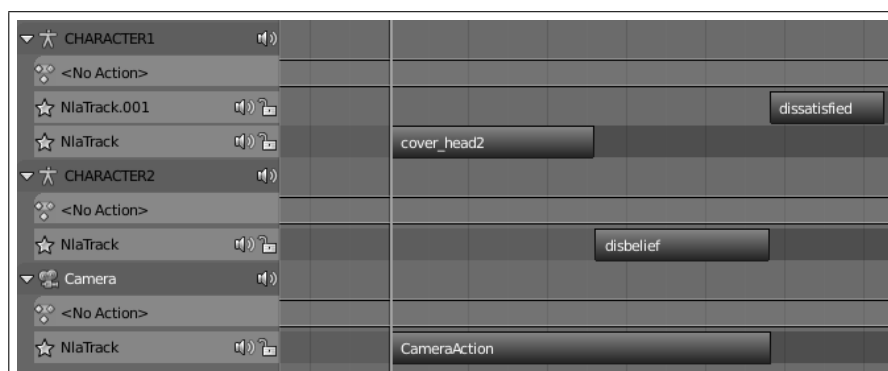 CHARACTER1
<No Action>
NlaTrack.001 dissatisfied
NlaTrack cover_head2
CHARACTER2
<No Action>
NlaTrack disbelief
Camera
<No Action>
NlaTrack CameraAction